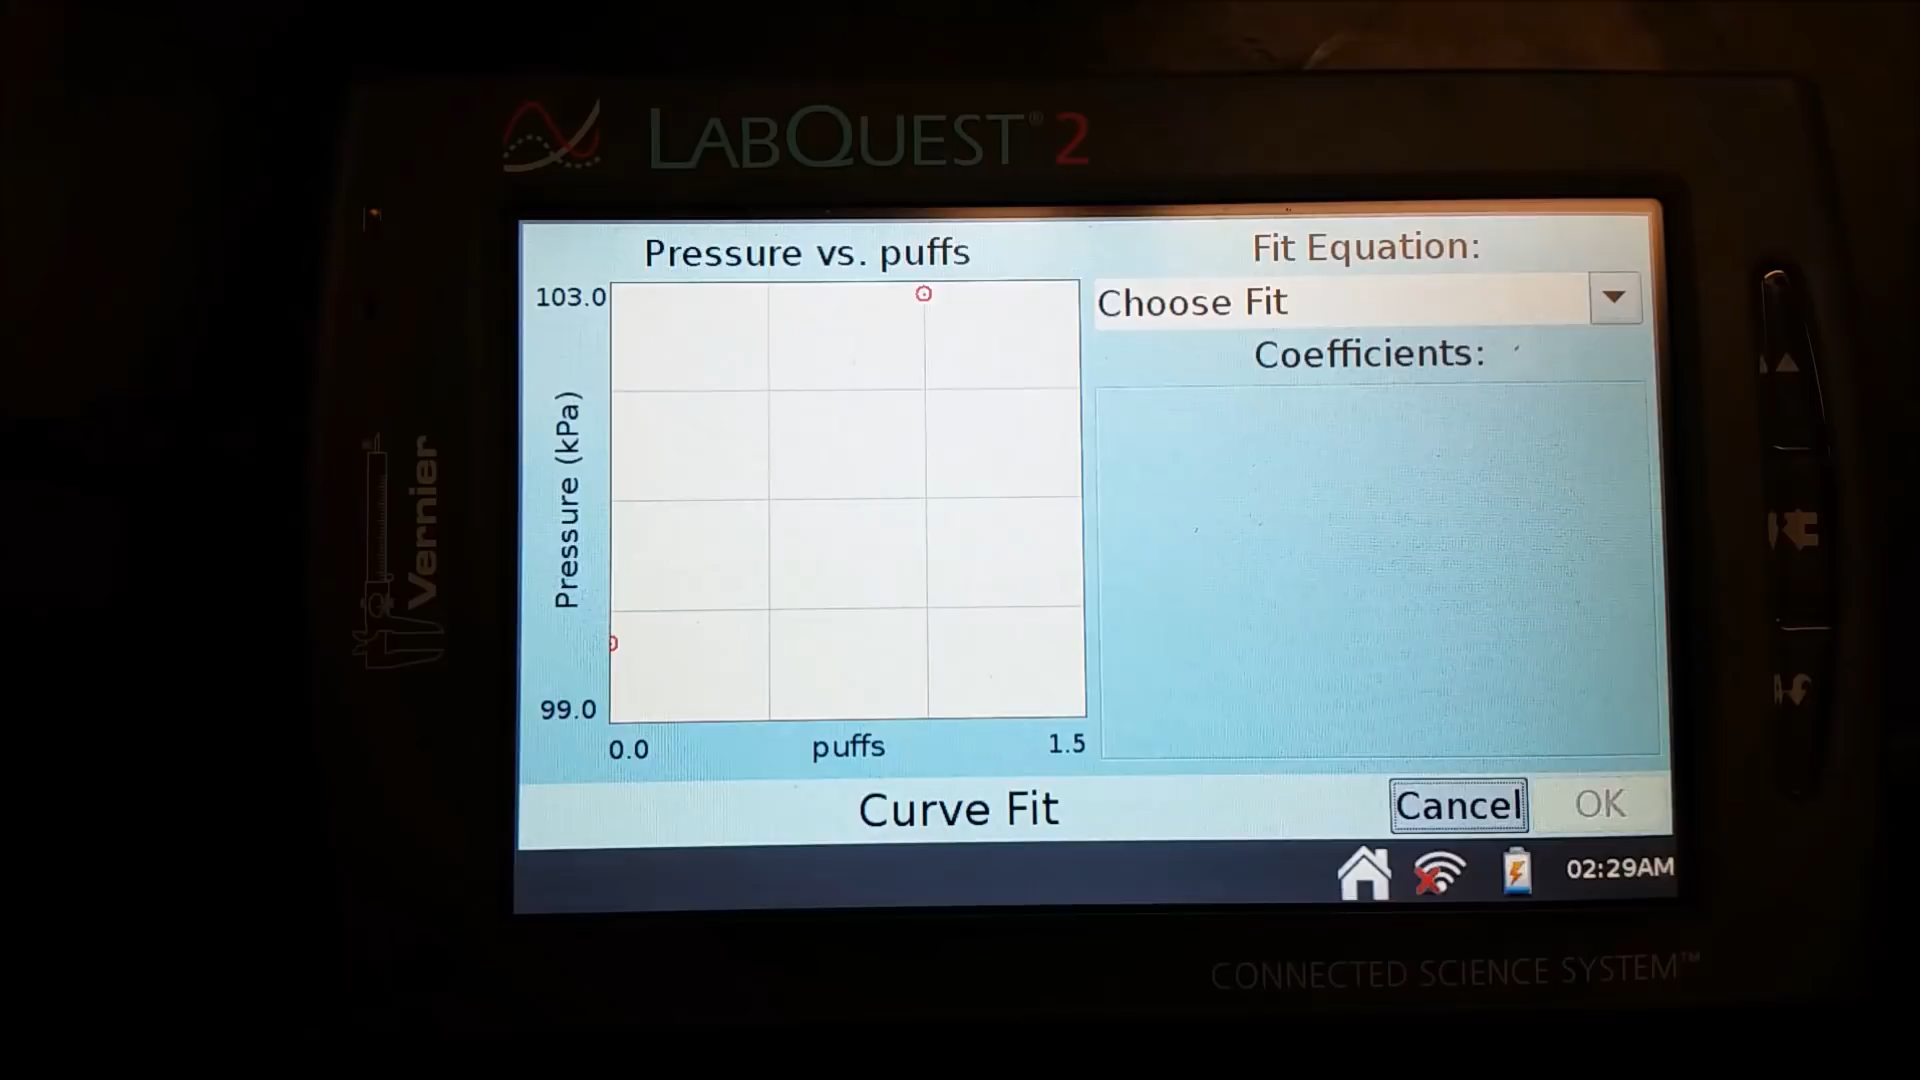 LABQUEST® 2
Pressure vs. puffs
103.0
Pressure (kPa)
99.0
0.0
puffs
1.5
Fit Equation:
Choose Fit
Coefficients:
Curve Fit
Cancel
OK
02:29AM
Vernier
CONNECTED SCIENCE SYSTEM™